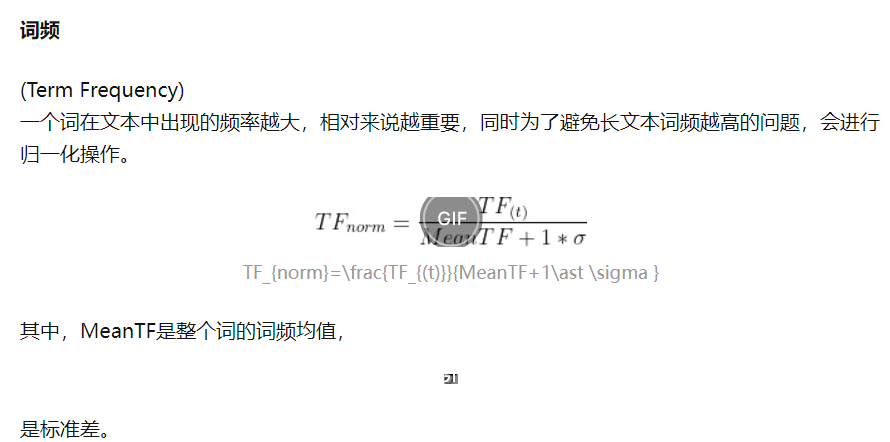 词频
(Term Frequency)
一个词在文本中出现的频率越大，相对来说越重要，同时为了避免长文本词频越高的问题，会进行
归一化操作。
TF_{norm} = \frac{TF_{(t)}}{MeanTF + 1 * σ}
GIF
TF_{norm}=\frac{TF_{(t)}}{MeanTF+1\ast \sigma }
其中，MeanTF是整个词的词频均值，
是标准差。